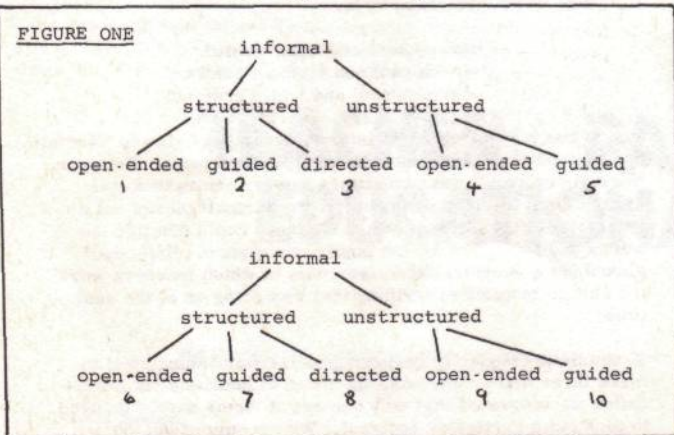 FIGURE ONE
informal
structured unstructured
open-ended guided directed open-ended guided
1 2 3 4 5
informal
structured unstructured
open-ended guided directed open-ended guided
6 7 8 9 10